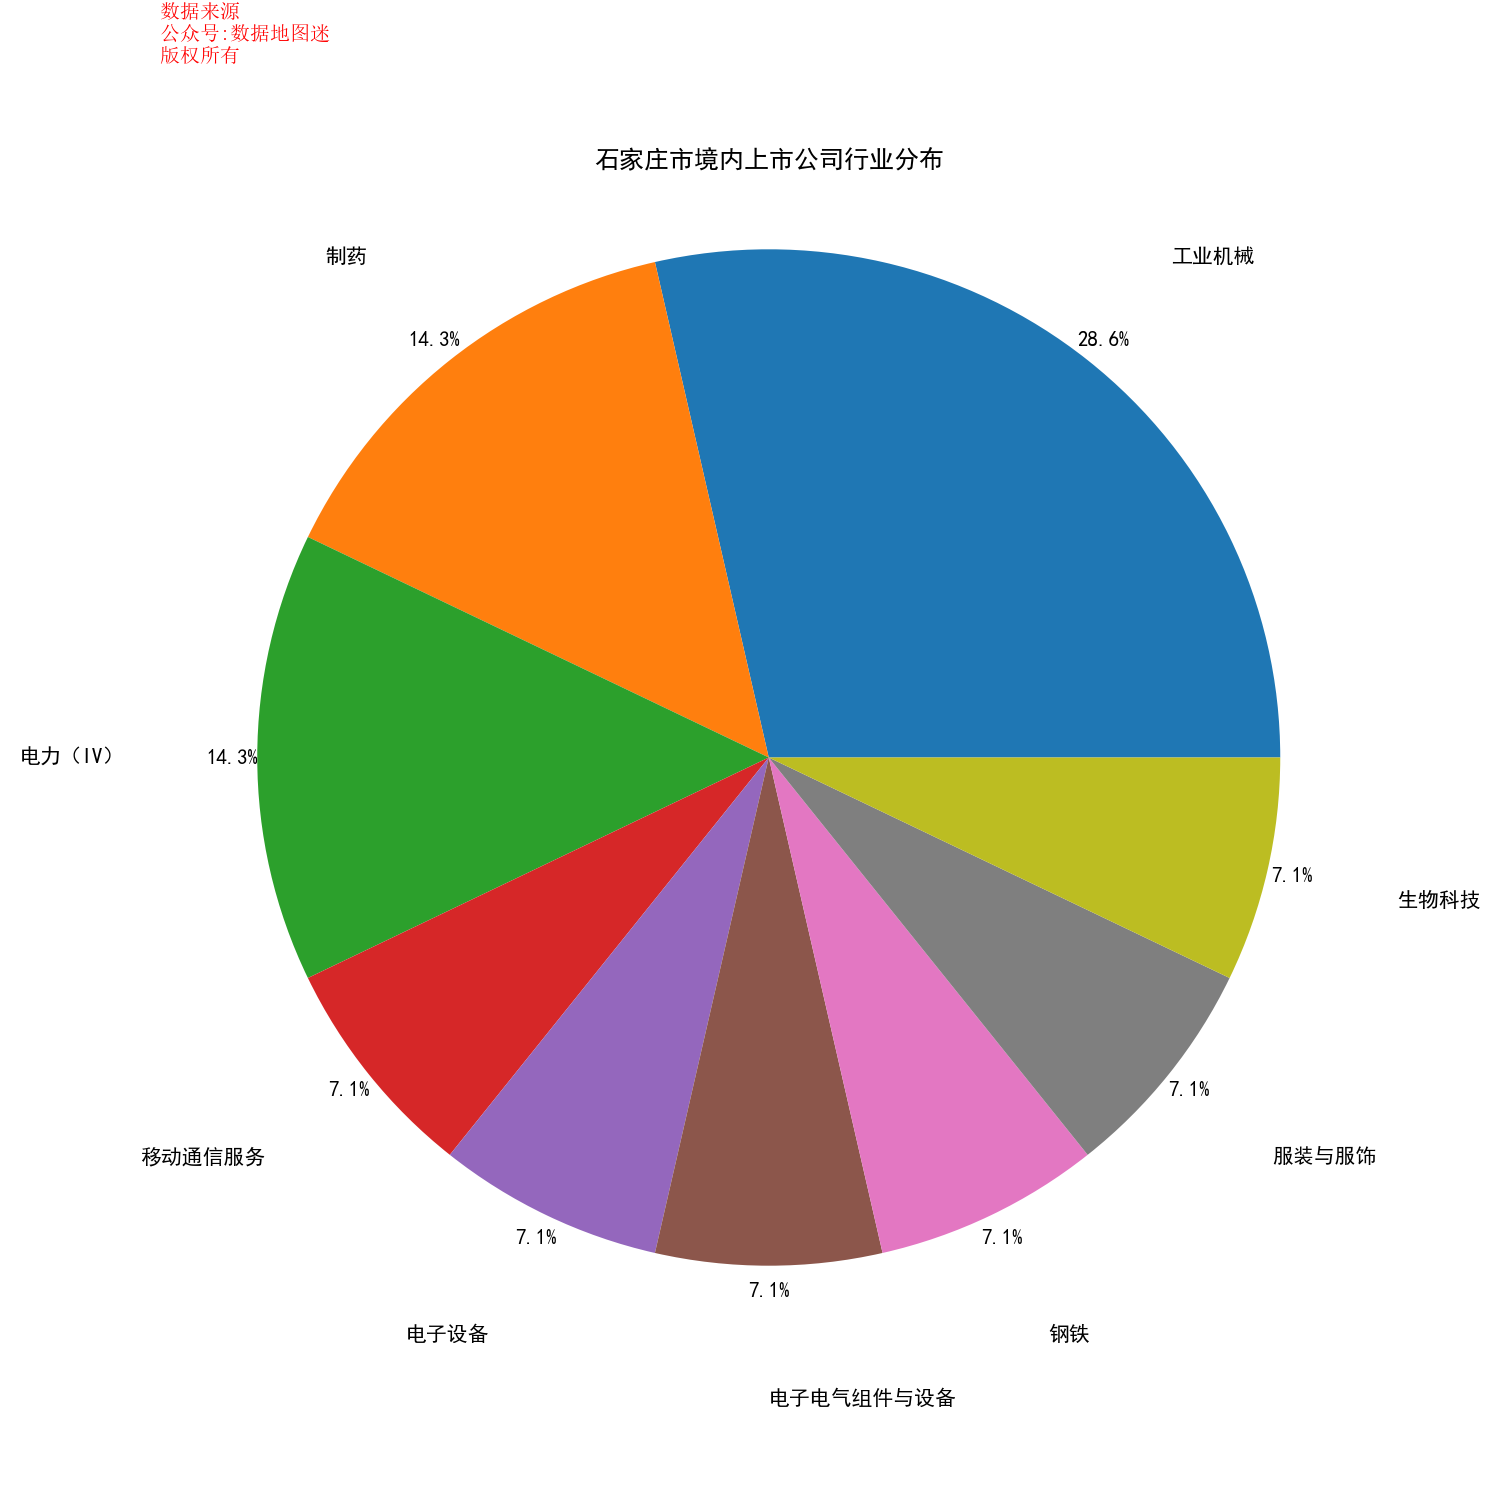 数据来源
公众号:数据地图迷
版权所有
石家庄市境内上市公司行业分布
制药
工业机械
14.3%
28.6%
电力（IV）
14.3%
7.1%
生物科技
7.1%
7.1%
移动通信服务
服装与服饰
7.1%
7.1%
7.1%
电子设备
钢铁
电子电气组件与设备